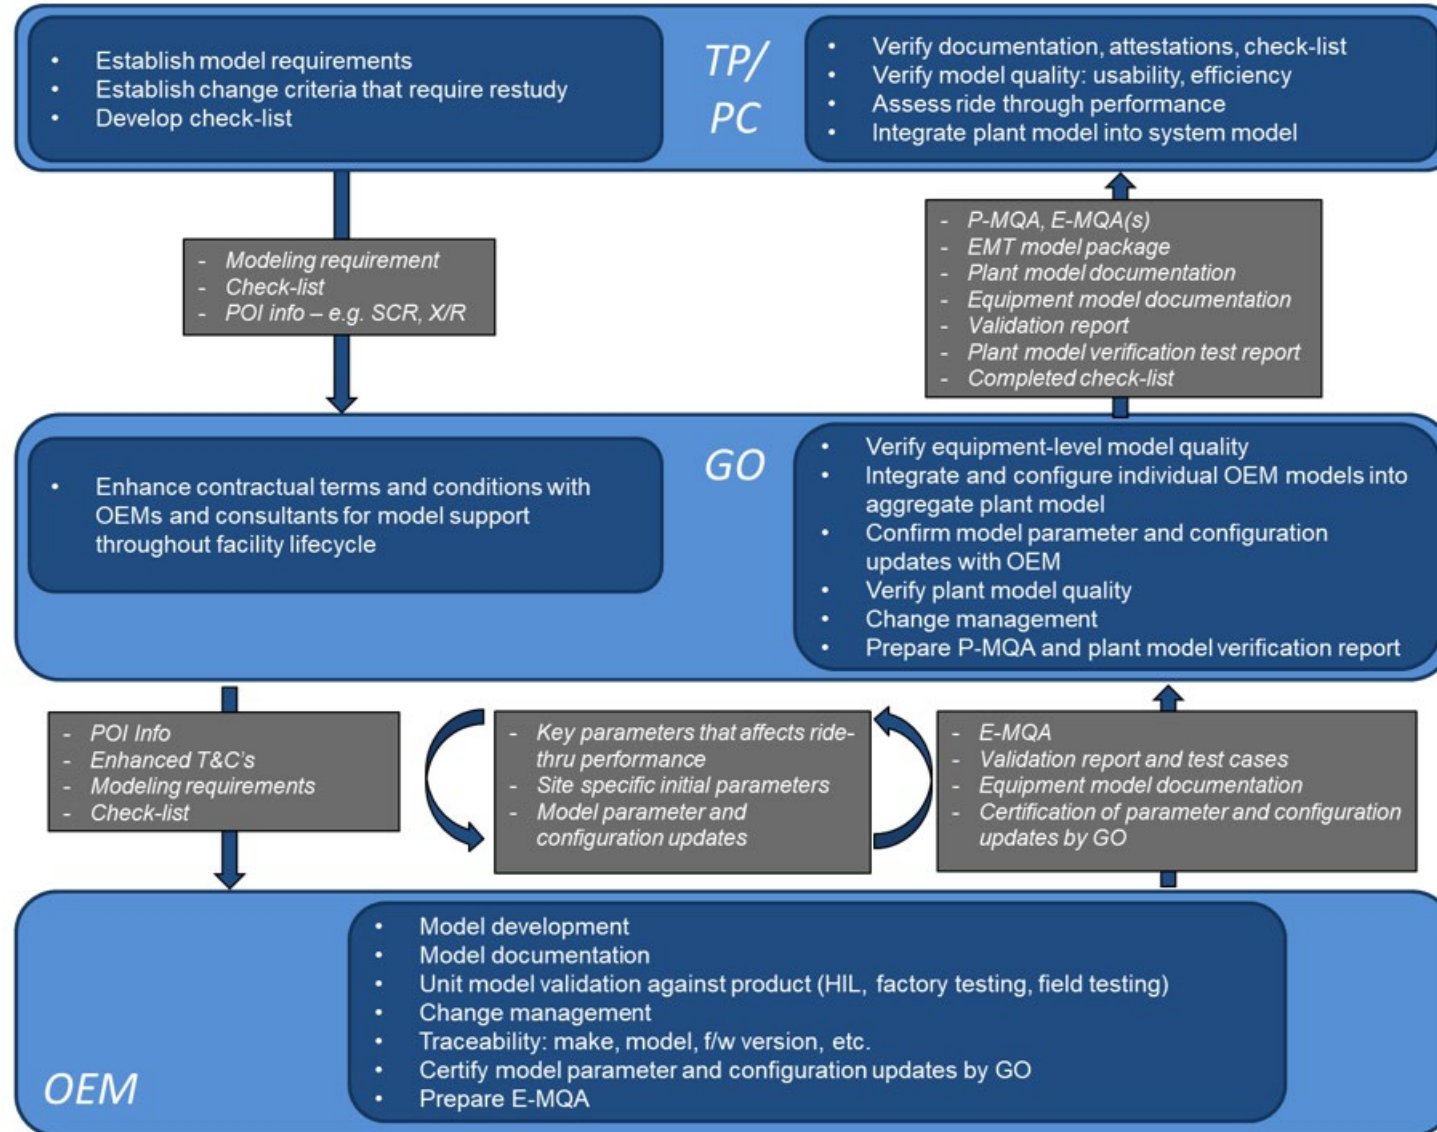 • Establish model requirements
• Establish change criteria that require restudy
• Develop check-list
TP/
PC
• Verify documentation, attestations, check-list
• Verify model quality: usability, efficiency
• Assess ride through performance
• Integrate plant model into system model
- Modeling requirement
- Check-list
- POI info – e.g. SCR, X/R
- P-MQA, E-MQA(s)
- EMT model package
- Plant model documentation
- Equipment model documentation
- Validation report
- Plant model verification test report
- Completed check-list
• Enhance contractual terms and conditions with
OEMs and consultants for model support
throughout facility lifecycle
GO
• Verify equipment-level model quality
• Integrate and configure individual OEM models into
aggregate plant model
• Confirm model parameter and configuration
updates with OEM
• Verify plant model quality
• Change management
• Prepare P-MQA and plant model verification report
- POI Info
- Enhanced T&C's
- Modeling requirements
- Check-list
- Key parameters that affects ride-
thru performance
- Site specific initial parameters
- Model parameter and
configuration updates
- E-MQA
- Validation report and test cases
- Equipment model documentation
- Certification of parameter and configuration
updates by GO
• Model development
• Model documentation
• Unit model validation against product (HIL, factory testing, field testing)
• Change management
• Traceability: make, model, f/w version, etc.
• Certify model parameter and configuration updates by GO
• Prepare E-MQA
OEM